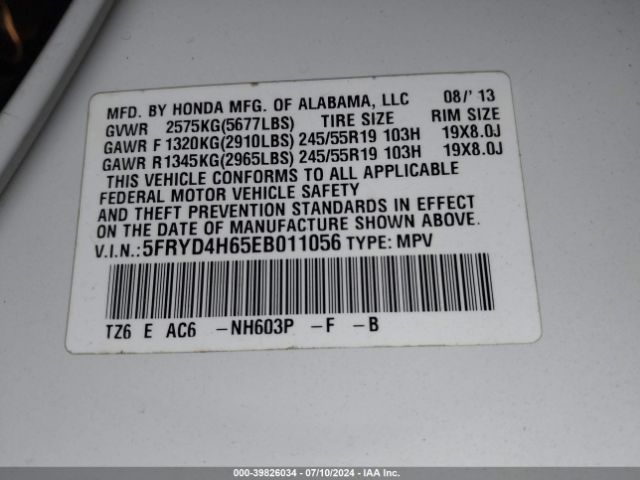 MFD. BY HONDA MFG. OF ALABAMA, LLC 08/'13
GVWR 2575KG(5677LBS) TIRE SIZE RIM SIZE
GAWR F 1320KG(2910LBS) 245/55R19 103H 19X8.0J
GAWR R1345KG(2965LBS) 245/55R19 103H 19X8.0J
THIS VEHICLE CONFORMS TO ALL APPLICABLE
FEDERAL MOTOR VEHICLE SAFETY
AND THEFT PREVENTION STANDARDS IN EFFECT
ON THE DATE OF MANUFACTURE SHOWN ABOVE.
V.I.N.:5FRYD4H65EB011056 TYPE: MPV
TZ6 E AC6 -NH603P -F -B
000-39826034 / 07/10/2024 - IAA Inc.